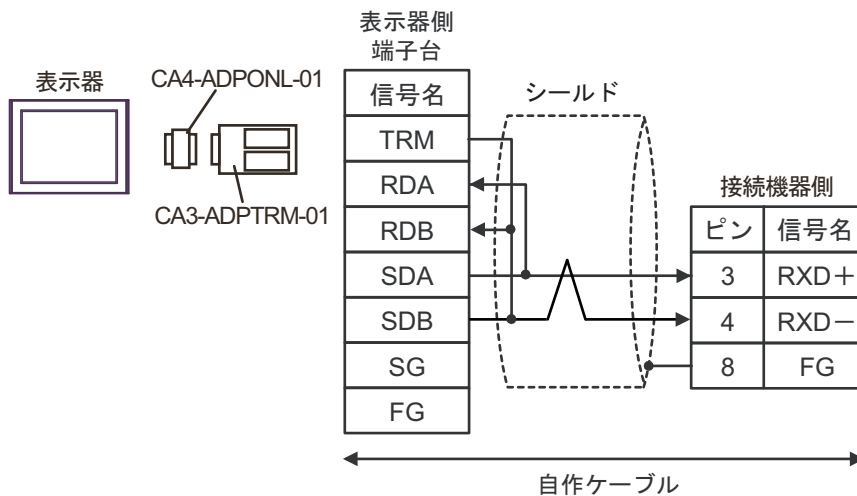 表示器側
端子台
表示器
CA4-ADPONL-01
CA3-ADPTRM-01
信号名
TRM
RDA
RDB
SDA
SDB
SG
FG
シールド
接続機器側
ピン 信号名
3 RXD＋
4 RXD－
8 FG
自作ケーブル